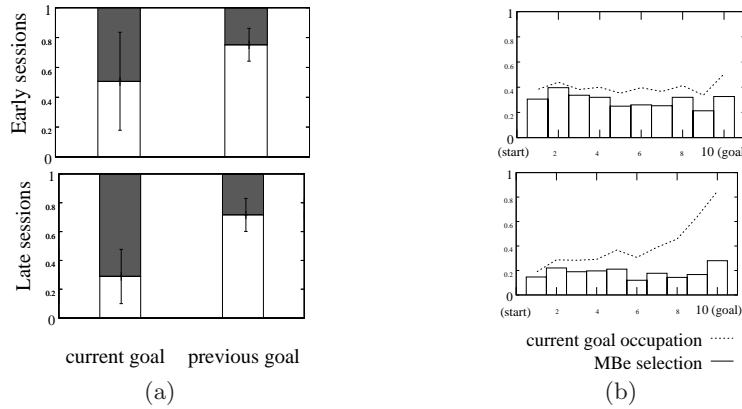 Early sessions
1
0.8
0.6
0.4
0.2
0
Late sessions
1
0.8
0.6
0.4
0.2
0
current goal previous goal
(a)
1
0.8
0.6
0.4
0.2
0
(start) 2 4 6 8 10 (goal)
1
0.8
0.6
0.4
0.2
0
(start) 2 4 6 8 10 (goal)
current goal occupation
MBe selection
(b)